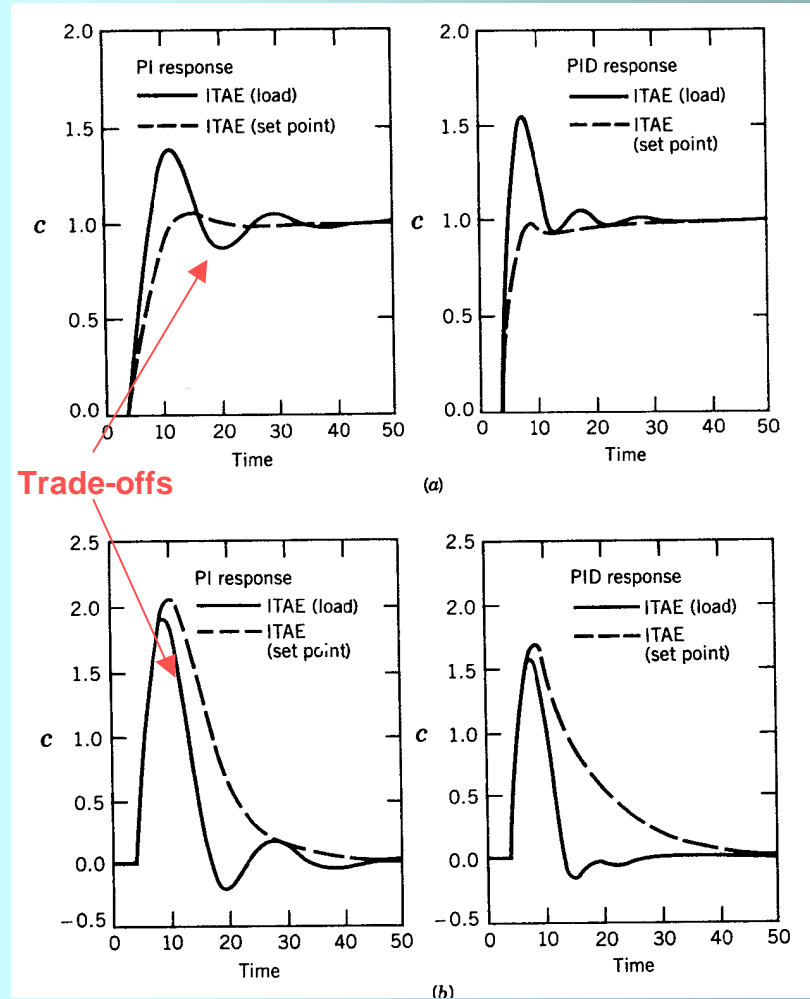 2.0
PI response
ITAE (load)
ITAE (set point)
1.5
c
1.0
0.5
0.0
0 10 20 30 40 50
Time
2.0
PID response
ITAE (load)
ITAE
(set point)
1.5
c
1.0
0.5
0.0
0 10 20 30 40 50
Time
(a)
Trade-offs
2.5
PI response
ITAE (load)
ITAE
(set point)
2.0
1.5
c
1.0
0.5
0.0
−0.5
0 10 20 30 40 50
Time
2.5
PID response
ITAE (load)
ITAE
(set point)
2.0
1.5
c
1.0
0.5
0.0
−0.5
0 10 20 30 40 50
Time
(b)